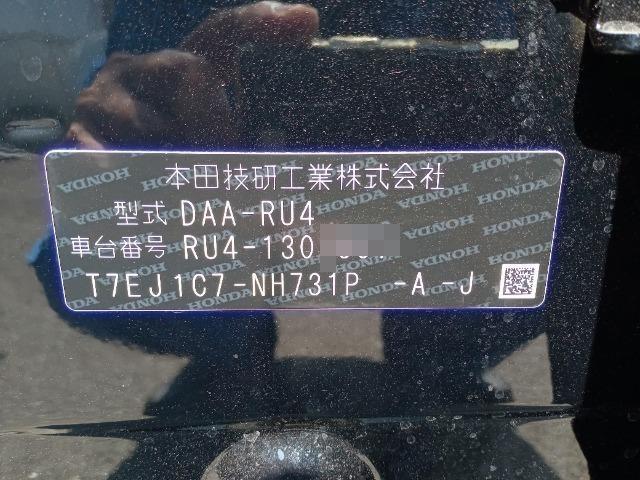 本田技研工業株式会社
型式 DAA-RU4
車台番号 RU4-130
T7EJ1C7-NH731P -A -J